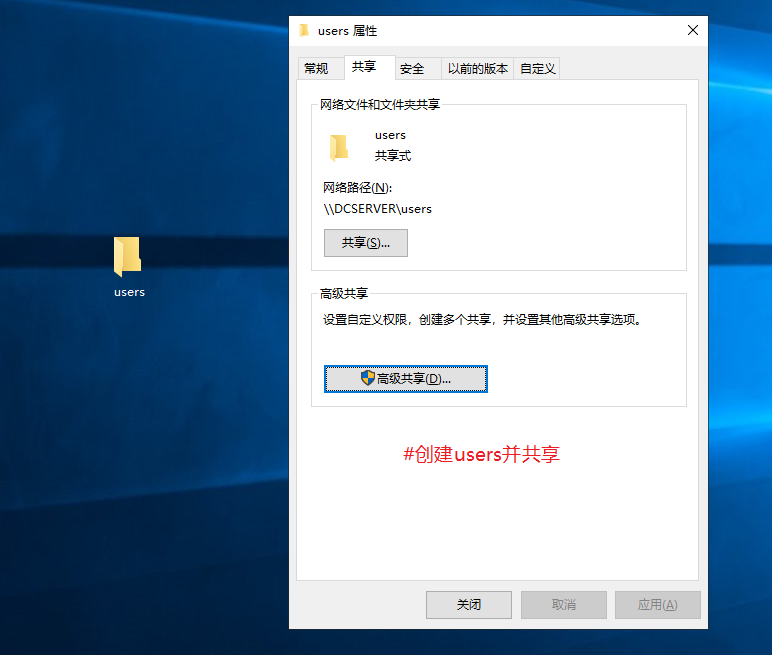 users 属性
常规 共享 安全 以前的版本 自定义
网络文件和文件夹共享
users
共享式
网络路径(N):
\\DCSERVER\users
共享(S)...
users
高级共享
设置自定义权限，创建多个共享，并设置其他高级共享选项。
高级共享(D)...
#创建users并共享
关闭 取消 应用(A)